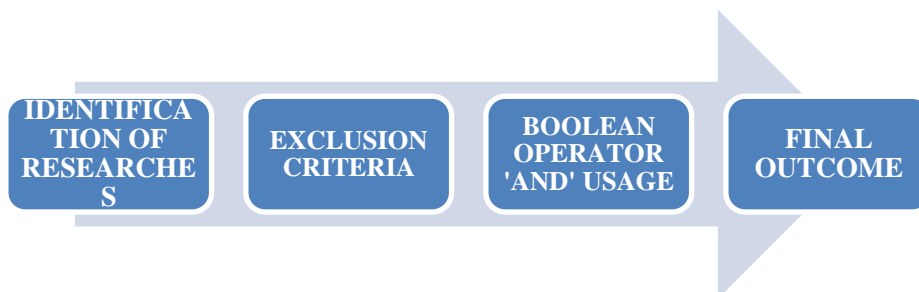 IDENTIFICA
TION OF
RESEARCHE
S
EXCLUSION
CRITERIA
BOOLEAN
OPERATOR
'AND' USAGE
FINAL
OUTCOME